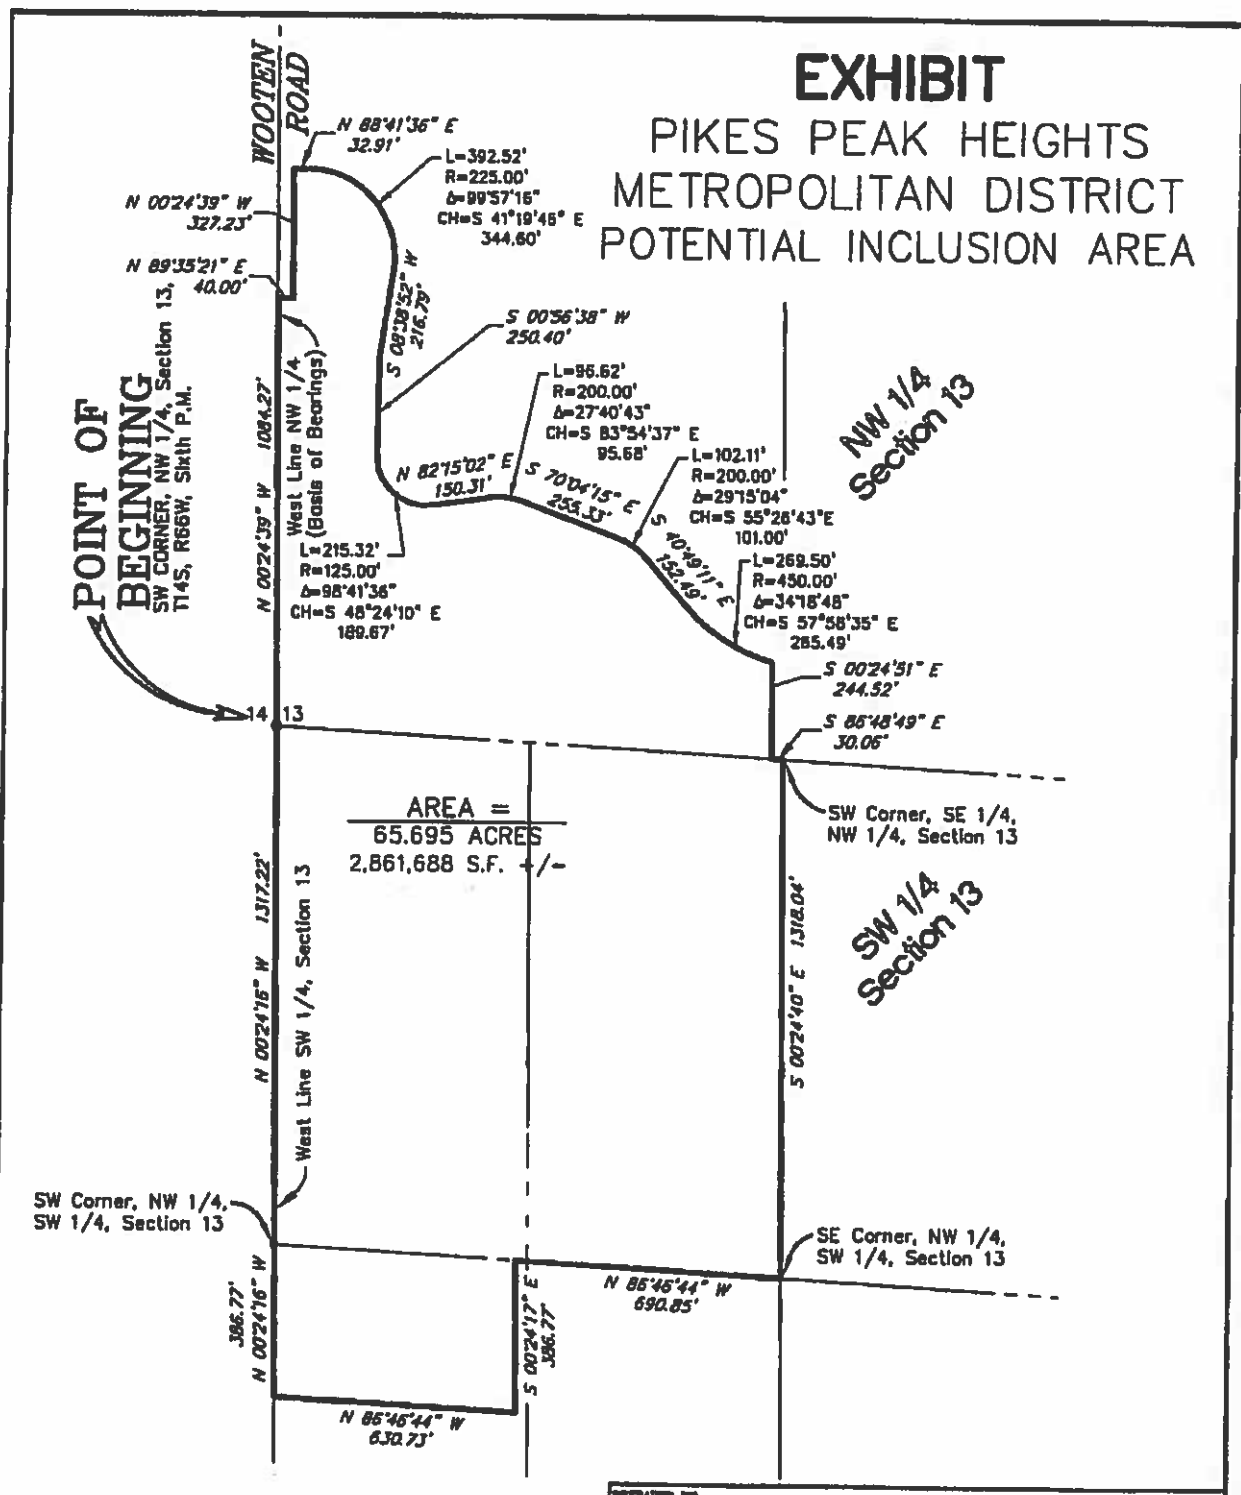 EXHIBIT
PIKES PEAK HEIGHTS
METROPOLITAN DISTRICT
POTENTIAL INCLUSION AREA
WOOTEN
ROAD
N 88°41'36" E
32.91'
L=392.52'
R=225.00'
Δ=99°57'16"
CH=S 41°19'46" E
344.60'
N 00°24'39" W
327.23'
N 89°35'21" E
40.00'
S 08°38'52" W
216.79'
S 00°56'38" W
250.40'
POINT OF
BEGINNING
SW CORNER, NW 1/4, Section 13,
T14S, R66W, Sixth P.M.
N 00°24'39" W 1084.27'
West Line NW 1/4
(Basis of Bearings)
L=96.62'
R=200.00'
Δ=27°40'43"
CH=S 83°54'37" E
95.68'
NW 1/4
Section 13
N 82°15'02" E
150.31'
S 70°04'15" E
255.33'
L=102.11'
R=200.00'
Δ=29°15'04"
CH=S 55°26'43"E
101.00'
L=215.32'
R=125.00'
Δ=98°41'36"
CH=S 48°24'10" E
189.67'
S 40°49'11" E
152.49'
L=269.50'
R=450.00'
Δ=34°18'48"
CH=S 57°58'35" E
265.49'
S 00°24'51" E
244.52'
14 13
S 86°48'49" E
30.06'
AREA =
65.695 ACRES
2,861,688 S.F. +/-
SW Corner, SE 1/4,
NW 1/4, Section 13
SW 1/4
Section 13
N 00°24'16" W 1317.22'
West Line SW 1/4, Section 13
S 00°24'40" E 1318.04'
SW Corner, NW 1/4,
SW 1/4, Section 13
SE Corner, NW 1/4,
SW 1/4, Section 13
N 86°46'44" W
690.85'
386.77'
N 00°24'16" W
S 00°24'17" E
386.77'
N 86°46'44" W
630.73'